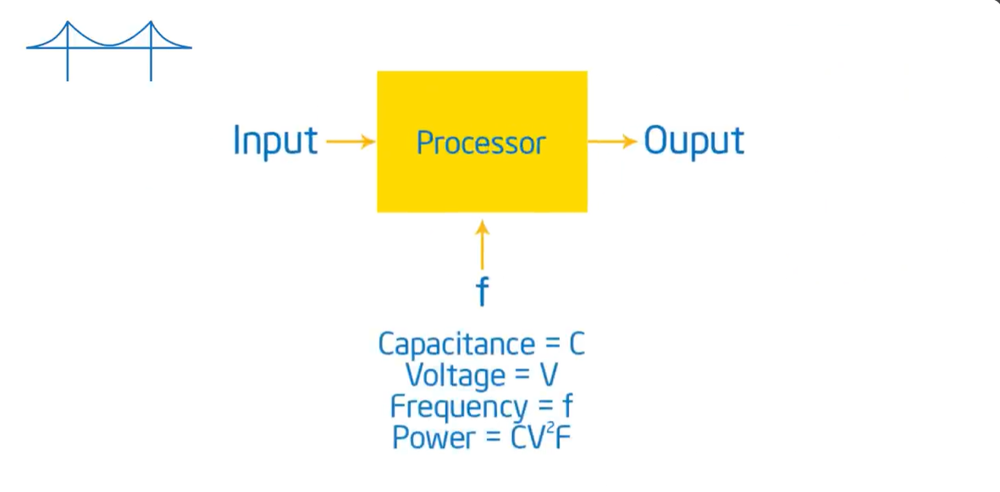 Input
Processor
Ouput
f
Capacitance = C
Voltage = V
Frequency = f
Power = CV²F